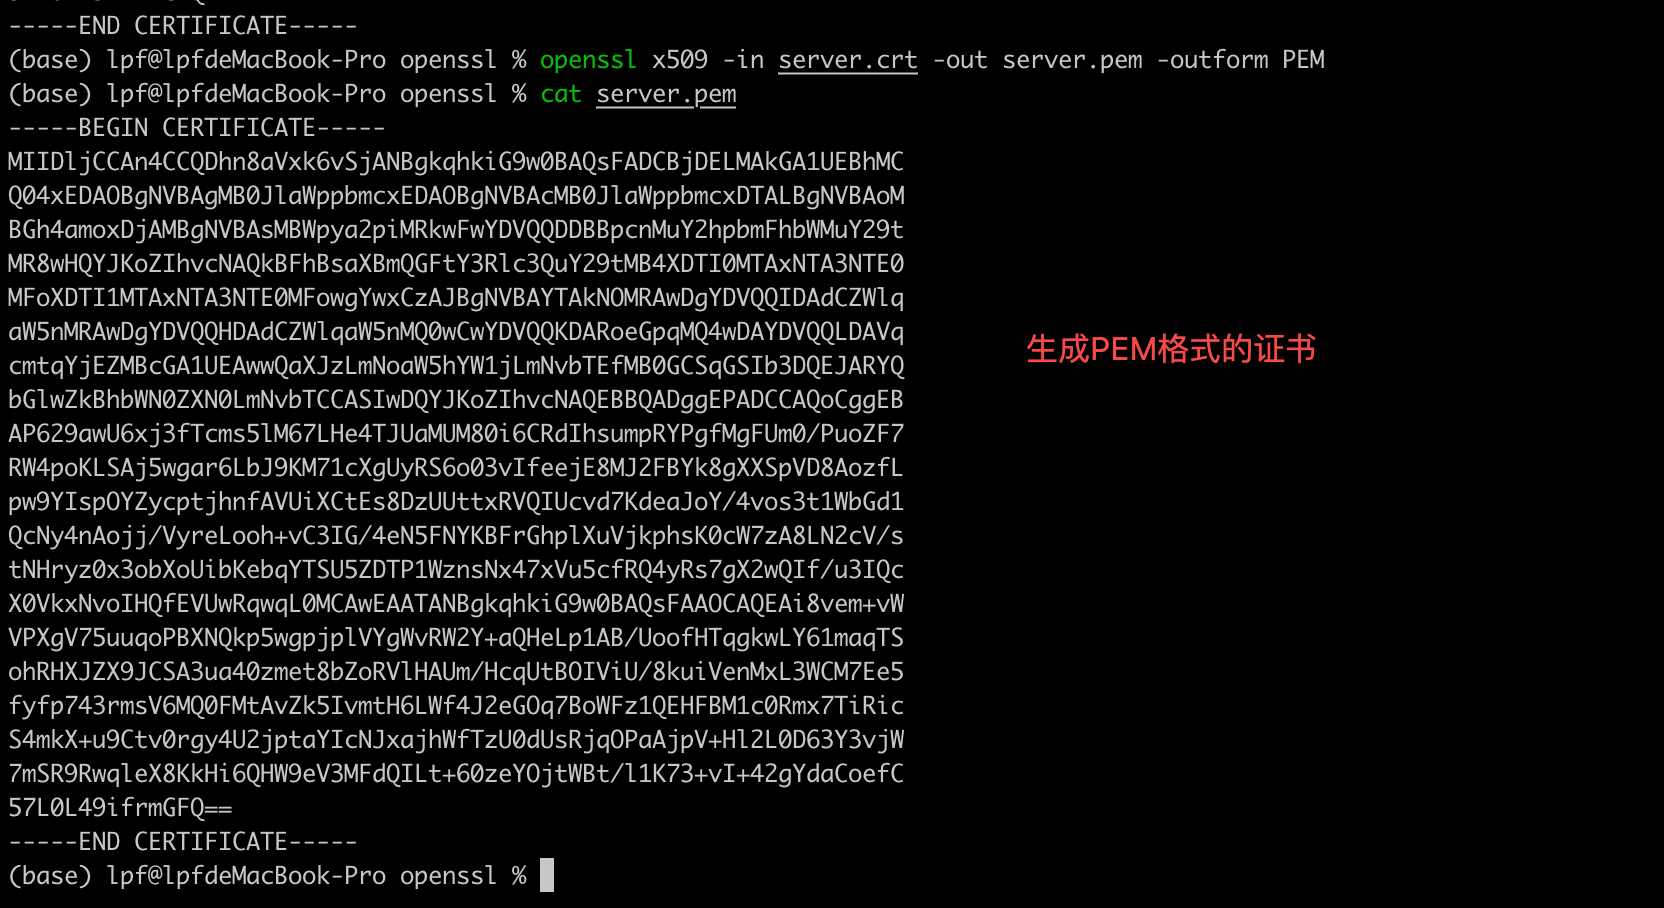 -----END CERTIFICATE-----
(base) lpf@lpfdeMacBook-Pro openssl % openssl x509 -in server.crt -out server.pem -outform PEM
(base) lpf@lpfdeMacBook-Pro openssl % cat server.pem
-----BEGIN CERTIFICATE-----
MIIDljCCAn4CCQDhn8aVxk6vSjANBgkqhkiG9w0BAQsFADCBjDELMAkGA1UEBhMC
Q04xEDAOBgNVBAgMB0JlaWppbmcxEDAOBgNVBAcMB0JlaWppbmcxDTALBgNVBAoM
BGh4amoxDjAMBgNVBAsMBWpya2piMRkwFwYDVQQDDBBpcnMuY2hpbmFhbWMuY29t
MR8wHQYJKoZIhvcNAQkBFhBsaXBmQGFtY3Rlc3QuY29tMB4XDTI0MTAxNTA3NTE0
MFoXDTI1MTAxNTA3NTE0MFowgYwxCzAJBgNVBAYTAkNOMRAwDgYDVQQIDAdCZWlq
aW5nMRAwDgYDVQQHDAdCZWlqaW5nMQ0wCwYDVQQKDARoeGpqMQ4wDAYDVQQLDAVq
cmtqYjEZMBcGA1UEAwwQaXJzLmNoaW5hYW1jLmNvbTEfMB0GCSqGSIb3DQEJARYQ
bGlwZkBhbWN0ZXN0LmNvbTCCASIwDQYJKoZIhvcNAQEBBQADggEPADCCAQoCggEB
AP629awU6xj3fTcms5lM67LHe4TJUaMUM80i6CRdIhsumpRYPgfMgFUm0/PuoZF7
RW4poKLSAj5wgar6LbJ9KM71cXgUyRS6o03vIfeejE8MJ2FBYk8gXXSpVD8AozfL
pw9YIspOYZycptjhnfAVUiXCtEs8DzUUttxRVQIUcvd7KdeaJoY/4vos3t1WbGd1
QcNy4nAojj/VyreLooh+vC3IG/4eN5FNYKBFrGhplXuVjkphsK0cW7zA8LN2cV/s
tNHryz0x3obXoUibKebqYTSU5ZDTP1WznsNx47xVu5cfRQ4yRs7gX2wQIf/u3IQc
X0VkxNvoIHQfEVUwRqwqL0MCAwEAATANBgkqhkiG9w0BAQsFAAOCAQEAi8vem+vW
VPXgV75uuqoPBXNQkp5wgpjplVYgWvRW2Y+aQHeLp1AB/UoofHTqgkwLY61maqTS
ohRHXJZX9JCSA3ua40zmet8bZoRVlHAUm/HcqUtBOIViU/8kuiVenMxL3WCM7Ee5
fyfp743rmsV6MQ0FMtAvZk5IvmtH6LWf4J2eGOq7BoWFz1QEHFBM1c0Rmx7TiRic
S4mkX+u9Ctv0rgy4U2jptaYIcNJxajhWfTzU0dUsRjqOPaAjpV+Hl2L0D63Y3vjW
7mSR9RwqleX8KkHi6QHW9eV3MFdQILt+60zeYOjtWBt/l1K73+vI+42gYdaCoefC
57L0L49ifrmGFQ==
-----END CERTIFICATE-----
(base) lpf@lpfdeMacBook-Pro openssl %
生成PEM格式的证书